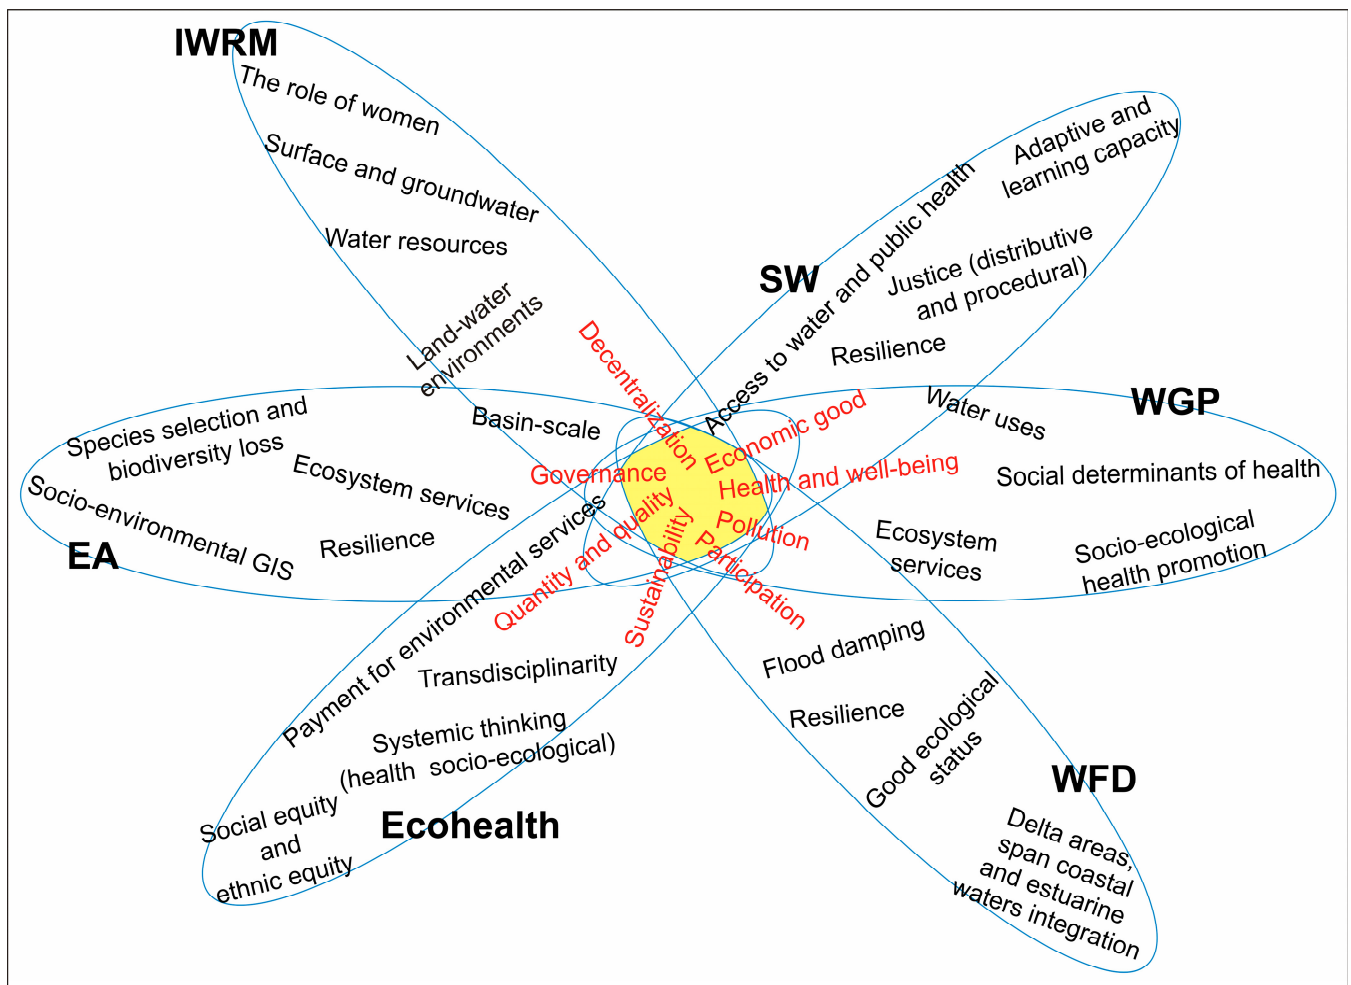 IWRM
The role of women
Surface and groundwater
Water resources
Land-water
environments
SW
Adaptive and
learning capacity
Access to water and public health
Justice (distributive
and procedural)
Resilience
WGP
Water uses
Social determinants of health
Ecosystem
services
Socio-ecological
health promotion
EA
Species selection and
biodiversity loss
Basin-scale
Ecosystem services
Socio-environmental GIS
Resilience
Decentralization
Economic good
Governance
Health and well-being
Quantity and quality
Pollution
Sustainability
Participation
Payment for environmental services
Transdisciplinarity
Systemic thinking
(health socio-ecological)
Social equity
and
ethnic equity
Ecohealth
Flood damping
Resilience
Good ecological
status
WFD
Delta areas,
span coastal
and estuarine
waters integration